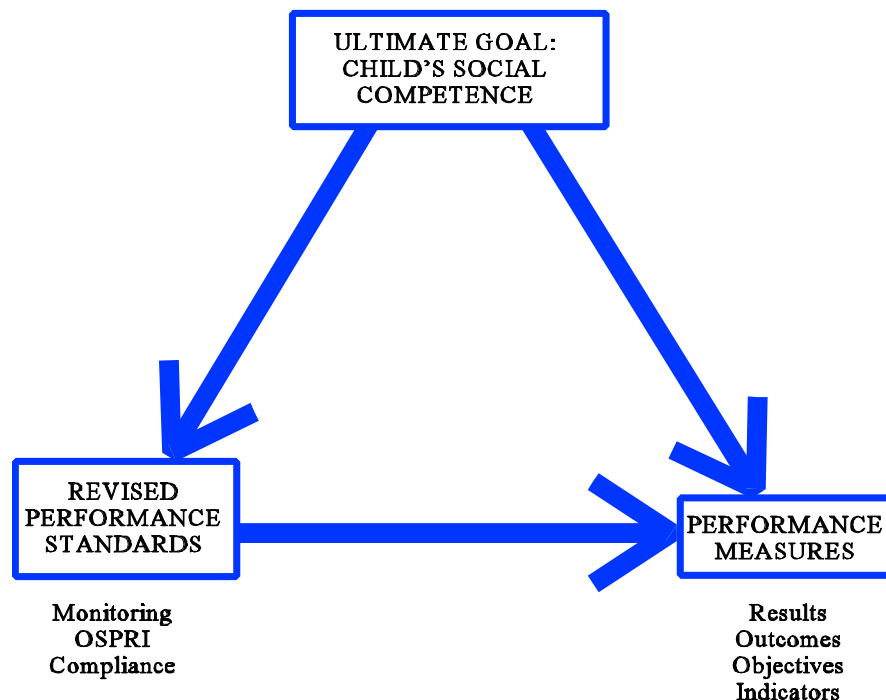 ULTIMATE GOAL:
CHILD'S SOCIAL
COMPETENCE
REVISED
PERFORMANCE
STANDARDS
PERFORMANCE
MEASURES
Monitoring
OSPRI
Compliance
Results
Outcomes
Objectives
Indicators